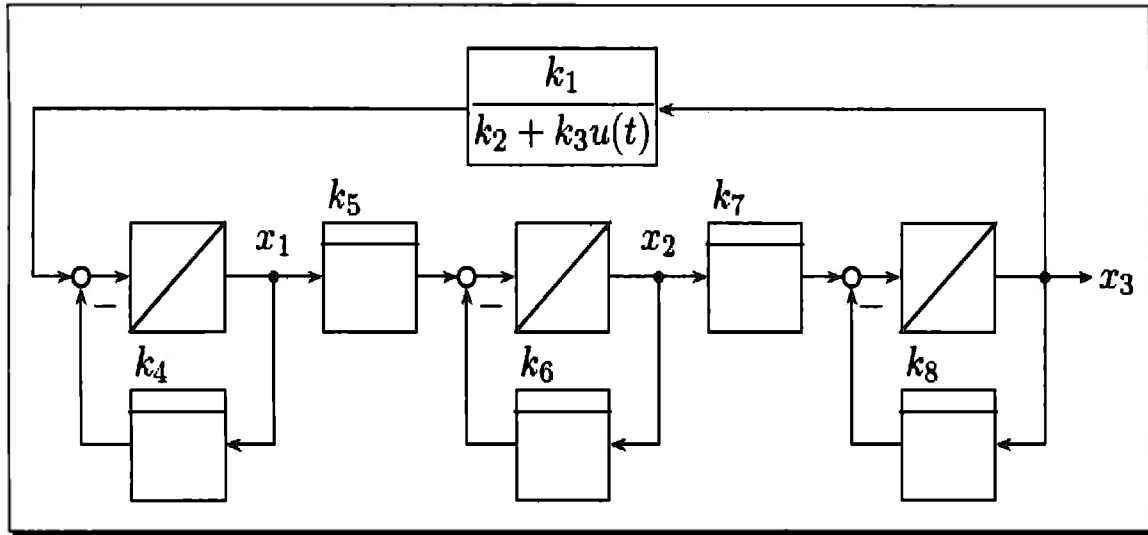 k₁
k₂ + k₃u(t)
k₅
k₇
x₁
x₂
x₃
−
−
−
k₄
k₆
k₈